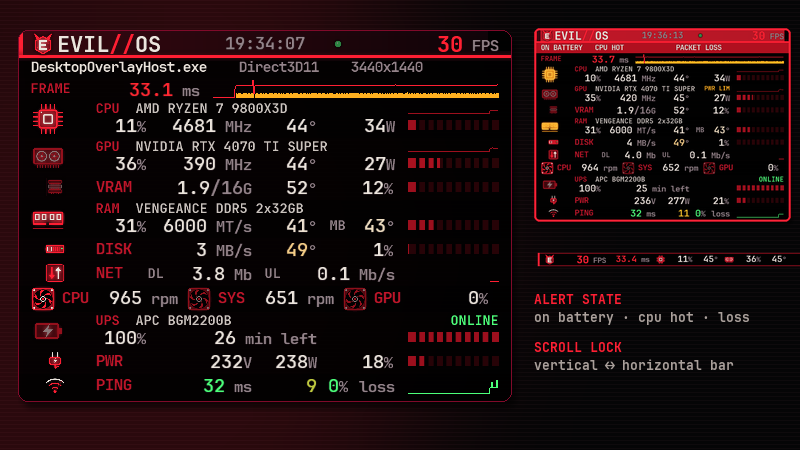 EVIL//OS 19:34:07 30 FPS
DesktopOverlayHost.exe Direct3D11 3440x1440
FRAME 33.1 ms
CPU AMD RYZEN 7 9800X3D
11% 4681 MHz 44° 34W
GPU NVIDIA RTX 4070 TI SUPER
36% 390 MHz 44° 27W
VRAM 1.9/16G 52° 12%
RAM VENGEANCE DDR5 2x32GB
31% 6000 MT/s 41° MB 43°
DISK 3 MB/s 49° 1%
NET DL 3.8 Mb UL 0.1 Mb/s
CPU 965 rpm SYS 651 rpm GPU 0%
UPS APC BGM2200B ONLINE
100% 26 min left
PWR 232V 238W 18%
PING 32 ms 9 0% loss
EVIL//OS 19:36:13 30 FPS
ON BATTERY CPU HOT PACKET LOSS
FRAME 33.7 ms
CPU AMD RYZEN 7 9800X3D
10% 4681 MHz 44° 34W
GPU NVIDIA RTX 4070 TI SUPER PWR LIM
35% 420 MHz 45° 27W
VRAM 1.9/16G 52° 12%
RAM VENGEANCE DDR5 2x32GB
31% 6000 MT/s 41° MB 43°
DISK 4 MB/s 49° 1%
NET DL 4.0 Mb UL 0.1 Mb/s
CPU 964 rpm SYS 652 rpm GPU 0%
UPS APC BGM2200B ONLINE
100% 25 min left
PWR 236V 277W 21%
PING 32 ms 11 0% loss
30 FPS 33.4 ms 11% 45° 36% 45°
ALERT STATE
on battery · cpu hot · loss
SCROLL LOCK
vertical ↔ horizontal bar